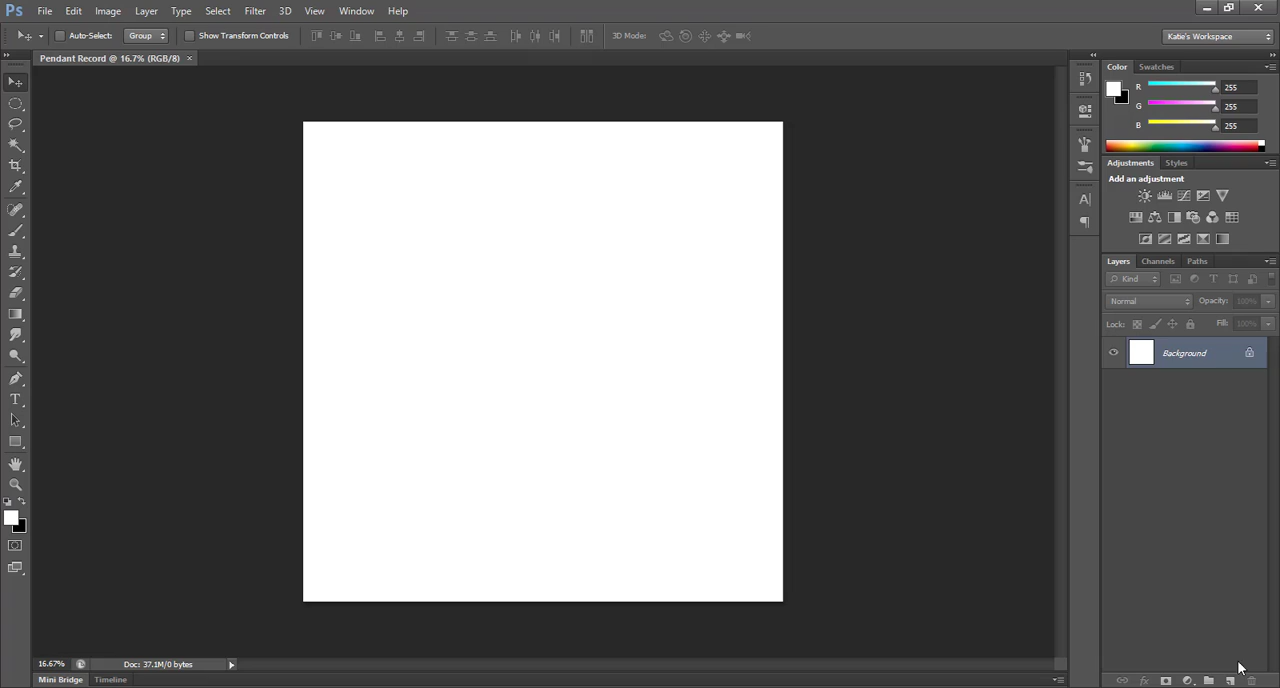 Ps File Edit Image Layer Type Select Filter 3D View Window Help
Auto-Select: Group Show Transform Controls 3D Mode: Katie's Workspace
Pendant Record @ 16.7% (RGB/8) ×
Color Swatches
R 255
G 255
B 255
Adjustments Styles
Add an adjustment
Layers Channels Paths
Kind T
Normal Opacity: 100%
Lock: Fill: 100%
Background
T
A
16.67% Doc: 37.1M/0 bytes
Mini Bridge Timeline
fx